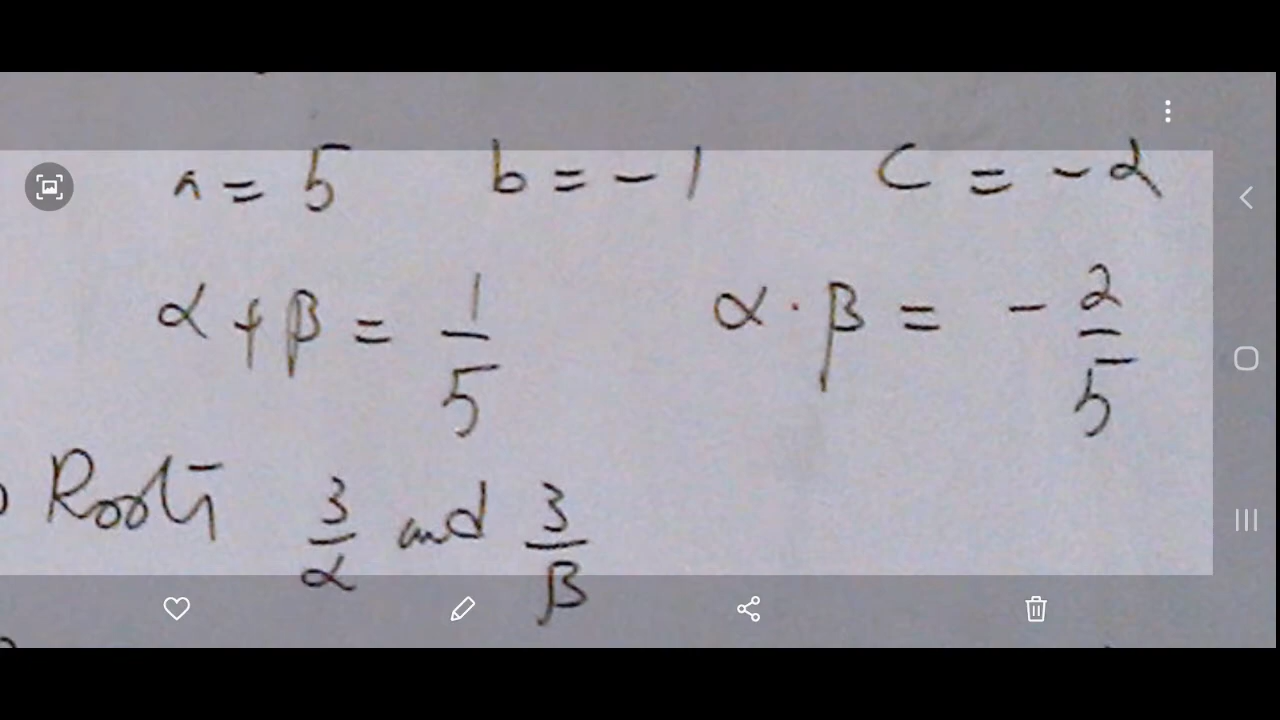 a = 5 b = - 1 c = - 2
α + β = 1/5 α · β = - 2/5
Roots 3/α and 3/β